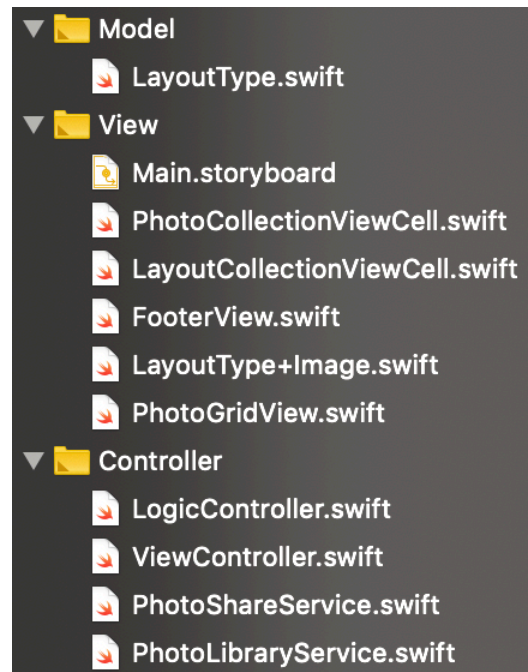 Model
LayoutType.swift
View
Main.storyboard
PhotoCollectionViewCell.swift
LayoutCollectionViewCell.swift
FooterView.swift
LayoutType+Image.swift
PhotoGridView.swift
Controller
LogicController.swift
ViewController.swift
PhotoShareService.swift
PhotoLibraryService.swift